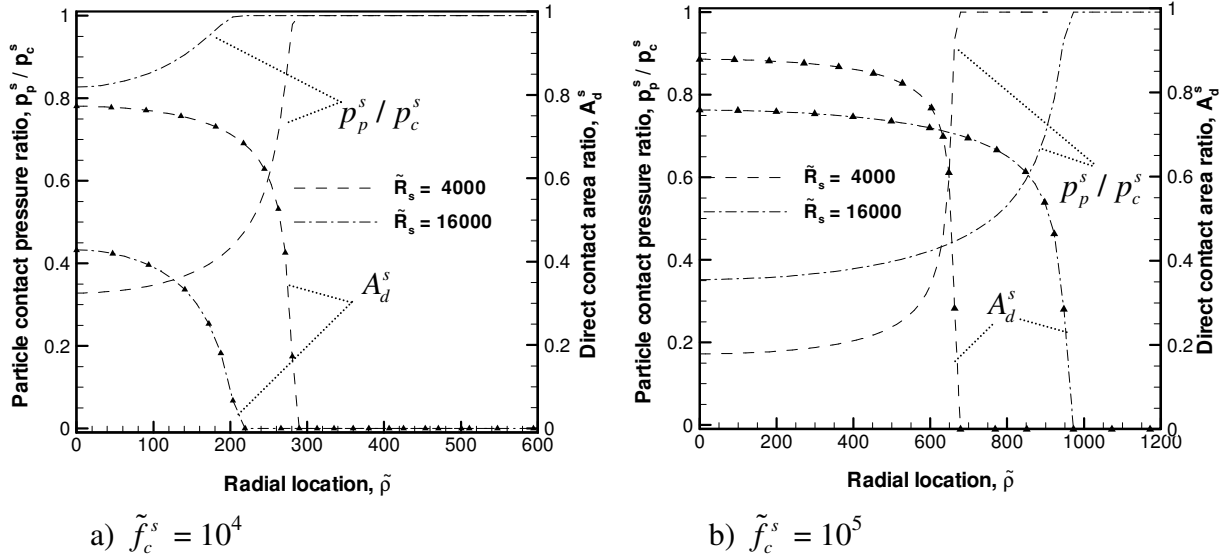 Particle contact pressure ratio, p_p^s / p_c^s
1
0.8
0.6
0.4
0.2
0
0 100 200 300 400 500 600
Radial location, ρ̃
1
0.8
0.6
0.4
0.2
0
Direct contact area ratio, A_d^s
p_p^s / p_c^s
R̃_s = 4000
R̃_s = 16000
A_d^s
a) f̃_c^s = 10^4
Particle contact pressure ratio, p_p^s / p_c^s
1
0.8
0.6
0.4
0.2
0
0 200 400 600 800 1000 1200
Radial location, ρ̃
1
0.8
0.6
0.4
0.2
0
Direct contact area ratio, A_d^s
R̃_s = 4000
R̃_s = 16000
p_p^s / p_c^s
A_d^s
b) f̃_c^s = 10^5